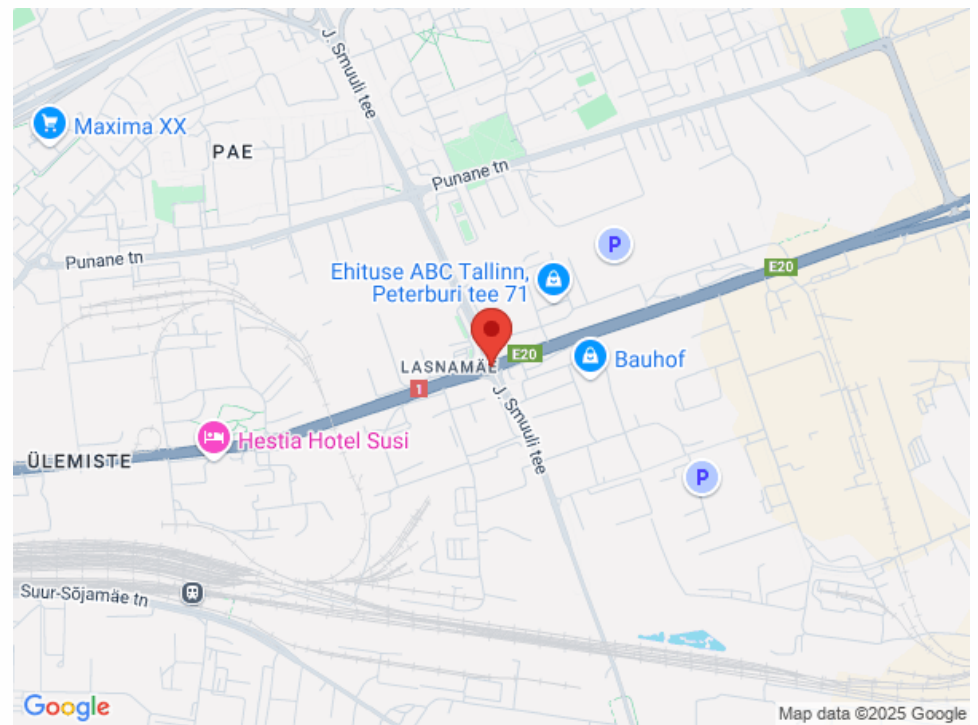 J. Smuuli tee
Maxima XX
PAE
Punane tn
Punane tn
Ehituse ABC Tallinn,
Peterburi tee 71
P
E20
E20
LASNAMÄE
1
Bauhof
J. Smuuli tee
Hestia Hotel Susi
ÜLEMISTE
P
Suur-Sõjamäe tn
Google
Map data ©2025 Google